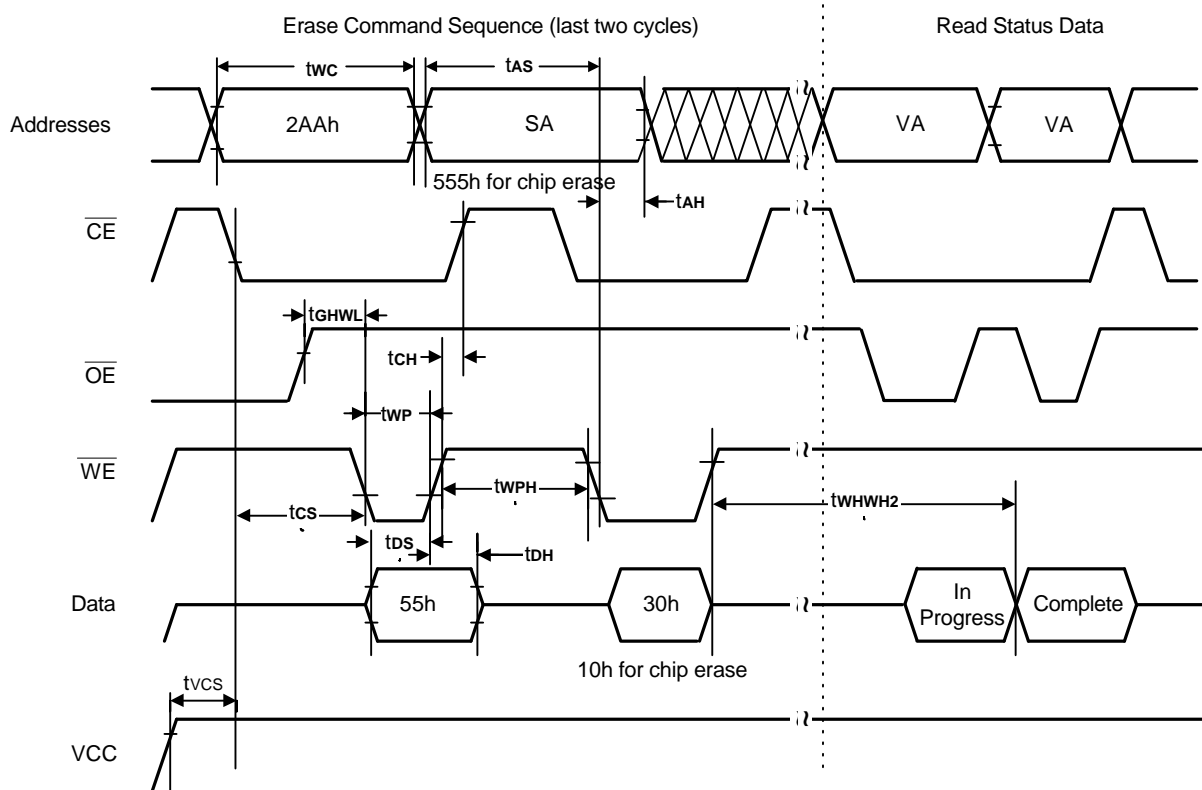 Erase Command Sequence (last two cycles) Read Status Data
tWC tAS
Addresses 2AAh SA VA VA
555h for chip erase
tAH
CE
tGHWL
tCH
OE
tWP
WE
tWPH
tCS tWHWH2
tDS
tDH
Data 55h 30h In Progress Complete
10h for chip erase
tVCS
VCC